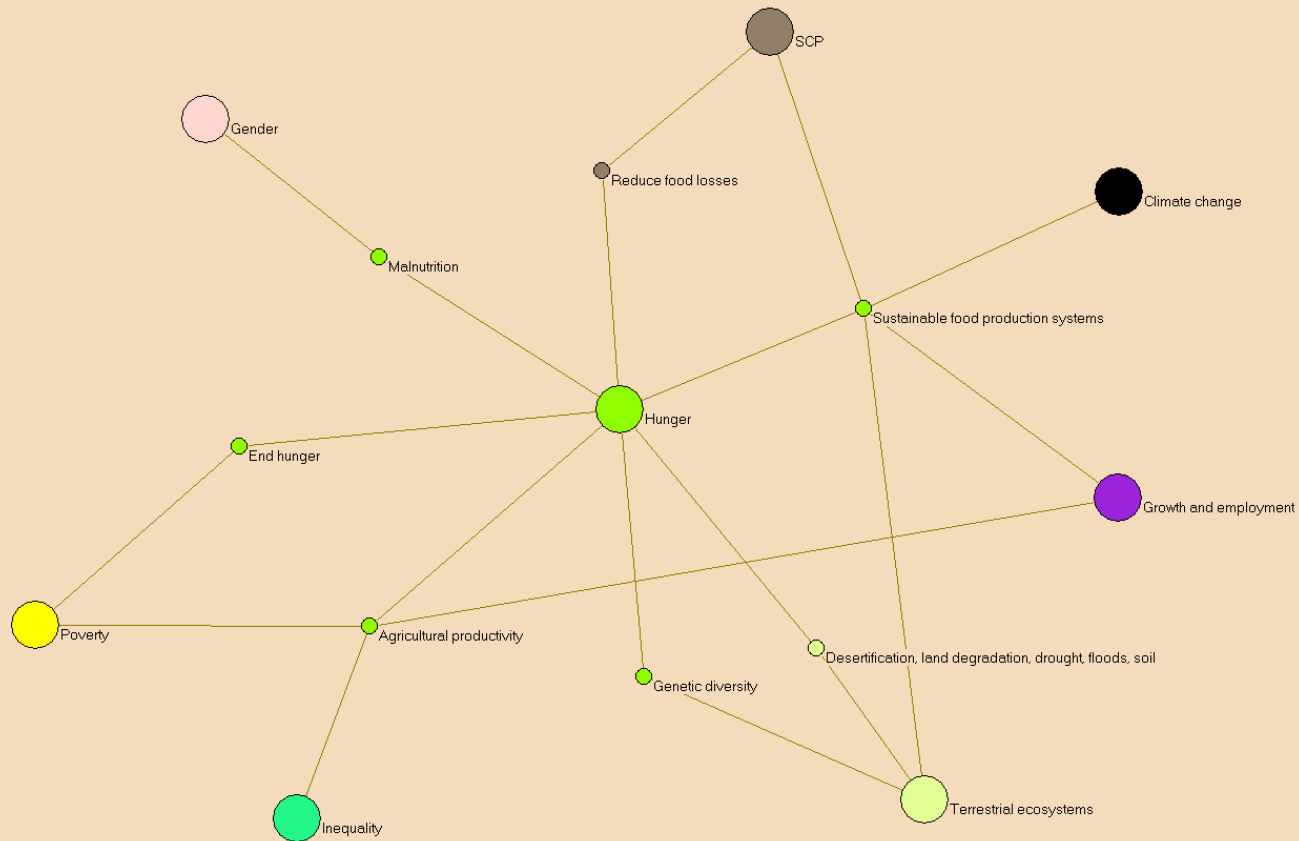 SCP
Gender
Reduce food losses
Climate change
Malnutrition
Sustainable food production systems
Hunger
End hunger
Growth and employment
Poverty
Agricultural productivity
Desertification, land degradation, drought, floods, soil
Genetic diversity
Terrestrial ecosystems
Inequality